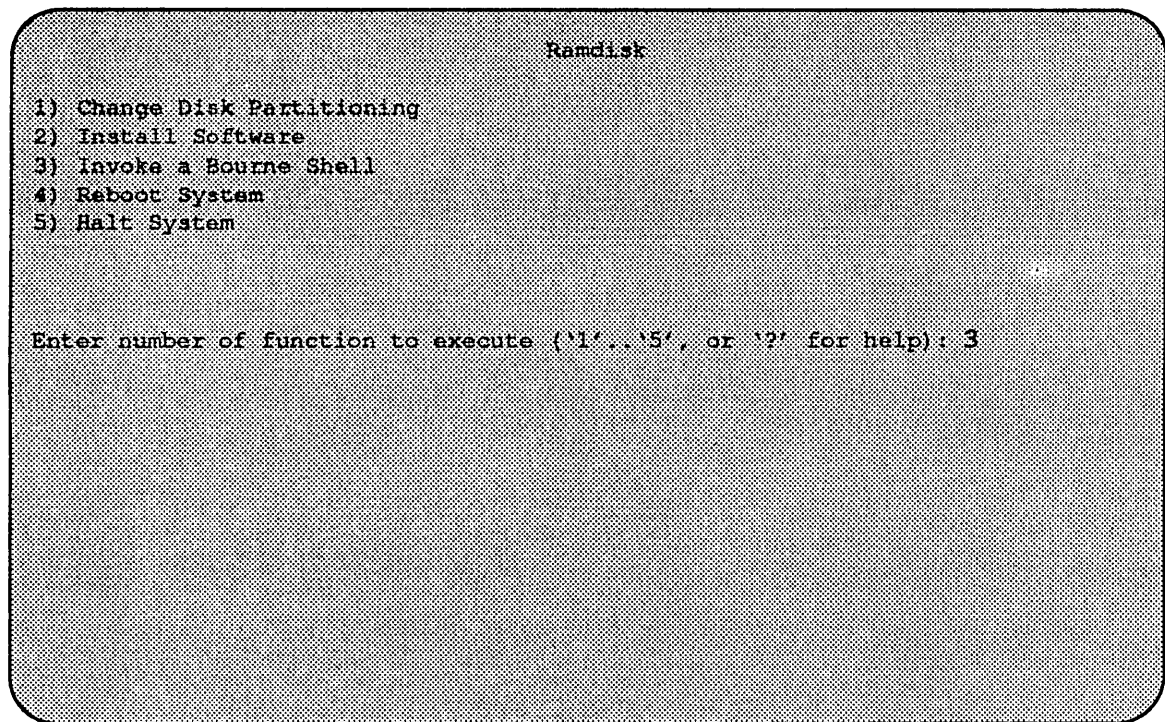 Ramdisk
1) Change Disk Partitioning
2) Install Software
3) Invoke a Bourne Shell
4) Reboot System
5) Halt System
Enter number of function to execute (‘1’..‘5’, or ‘?’ for help): 3